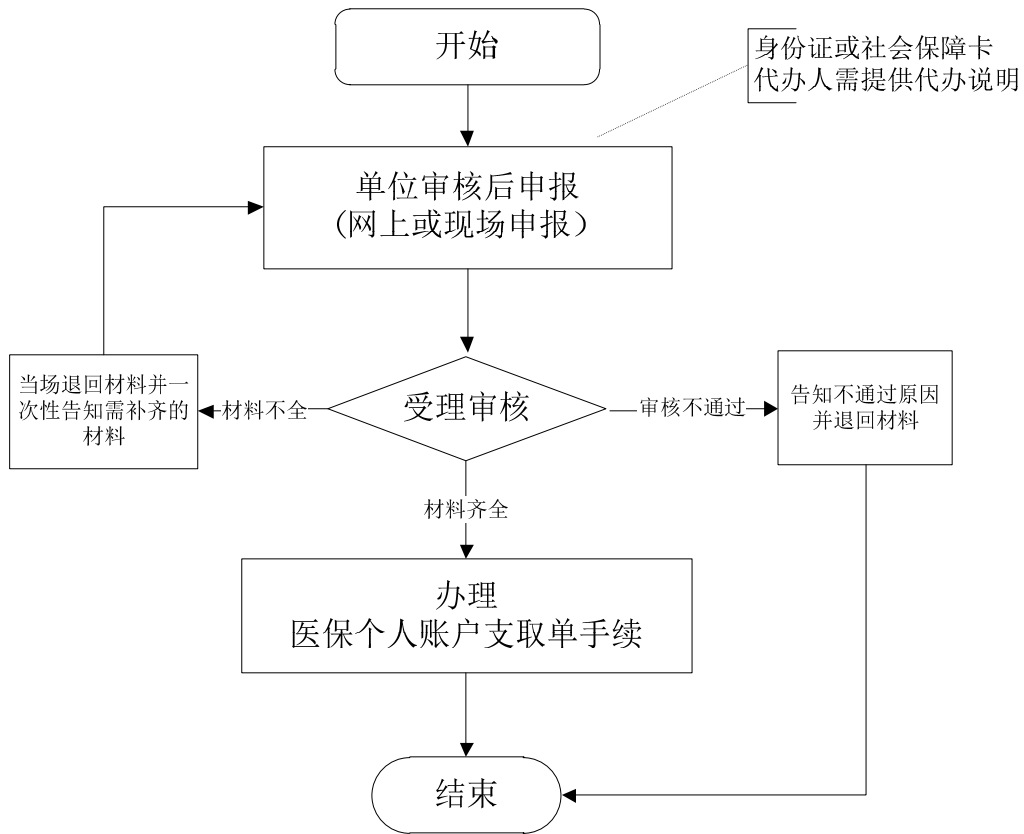 开始
身份证或社会保障卡
代办人需提供代办说明
单位审核后申报
(网上或现场申报）
当场退回材料并一
次性告知需补齐的
材料
材料不全
受理审核
审核不通过
告知不通过原因
并退回材料
材料齐全
办理
医保个人账户支取单手续
结束